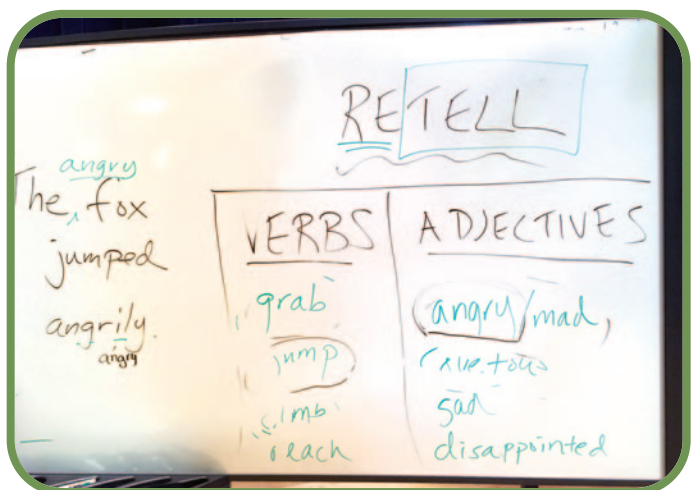 RETELL
angry
The fox
jumped
angrily.
angry
VERBS
grab
jump
climb
reach
ADJECTIVES
angry/mad,
sad
disappointed